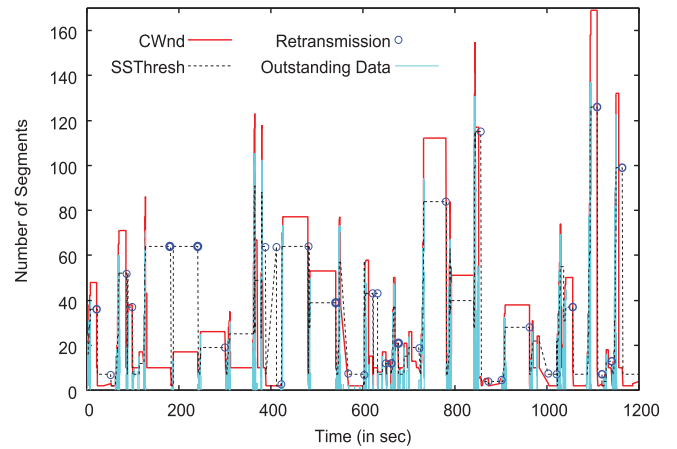 CWnd
Retransmission
SSThresh
Outstanding Data
Number of Segments
160
140
120
100
80
60
40
20
0
0 200 400 600 800 1000 1200
Time (in sec)